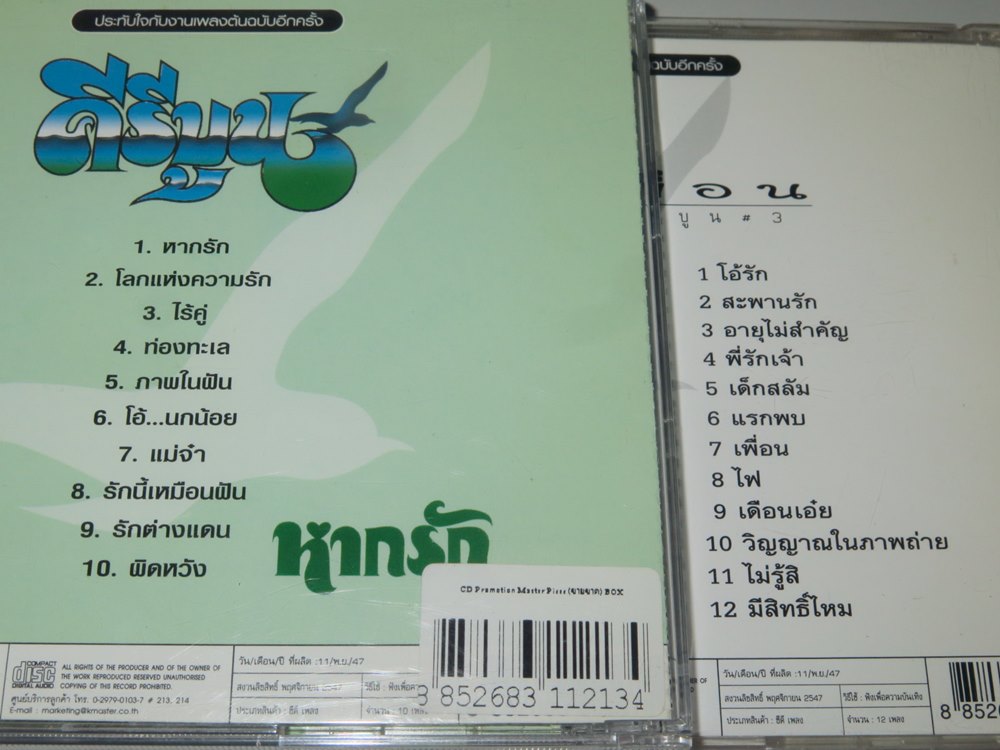 ประทับใจกับงานเพลงต้นฉบับอีกครั้ง
คีรีบูน
1. หากรัก
2. โลกแห่งความรัก
3. ไร้คู่
4. ท่องทะเล
5. ภาพในฝัน
6. โอ้...นกน้อย
7. แม่จ๋า
8. รักนี้เหมือนฝัน
9. รักต่างแดน
10. ผิดหวัง
หากรัก
CD Promotion Master Piece (ขายขาด) BOX
8 852683 112134
COMPACT
disc
DIGITAL AUDIO
ALL RIGHTS OF THE PRODUCER AND OF THE OWNER OF
THE WORK REPRODUCED RESERVED UNAUTHORISED
COPYING OF THIS RECORD PROHIBITED.
ศูนย์บริการลูกค้า โทร. 0-2979-0103-7 # 213, 214
E-mail : marketing@kmaster.co.th
วัน/เดือน/ปี ที่ผลิต :11/พ.ย./47
สงวนลิขสิทธิ์ พฤศจิกายน 2547
วิธีใช้ : ฟังเพื่อความ
ประเภทสินค้า : ซีดี เพลง
จำนวน : 10 เพลง
ฉบับอีกครั้ง
อน
บูน # 3
1 โอ้รัก
2 สะพานรัก
3 อายุไม่สำคัญ
4 พี่รักเจ้า
5 เด็กสลัม
6 แรกพบ
7 เพื่อน
8 ไฟ
9 เดือนเอ๋ย
10 วิญญาณในภาพถ่าย
11 ไม่รู้สิ
12 มีสิทธิ์ไหม
วัน/เดือน/ปี ที่ผลิต :11/พ.ย./47
สงวนลิขสิทธิ์ พฤศจิกายน 2547
วิธีใช้ : ฟังเพื่อความบันเทิง
ประเภทสินค้า : ซีดี เพลง
จำนวน : 12 เพลง
8 8526